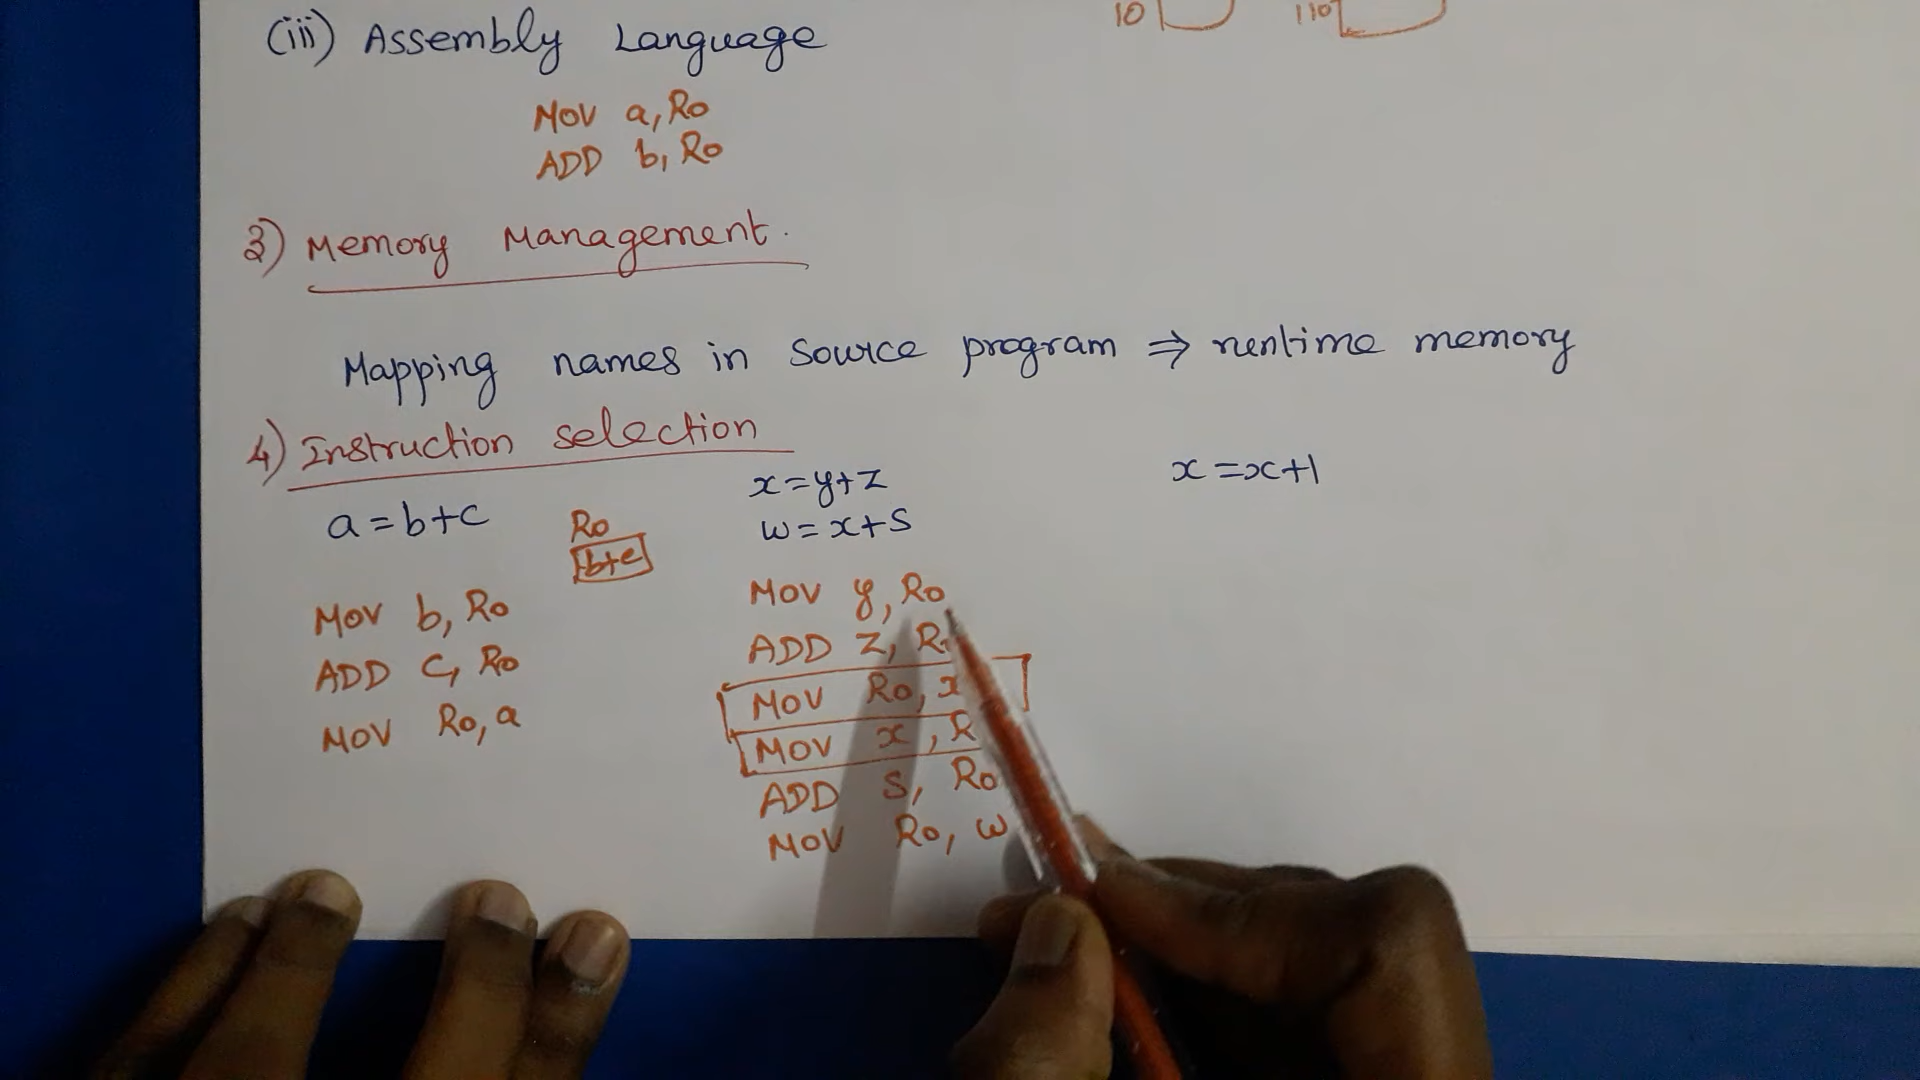 10 110
(iii) Assembly Language
MOV a, Ro
ADD b, Ro
3) Memory Management.
Mapping names in source program ⇒ runtime memory
4) Instruction selection
a = b+c
Ro
b+c
MOV b, Ro
ADD C, Ro
MOV Ro, a
x = y+z
w = x+s
MOV y, Ro
ADD z,
MOV Ro, x
MOV x,
ADD s, Ro
MOV Ro, w
x = x+1